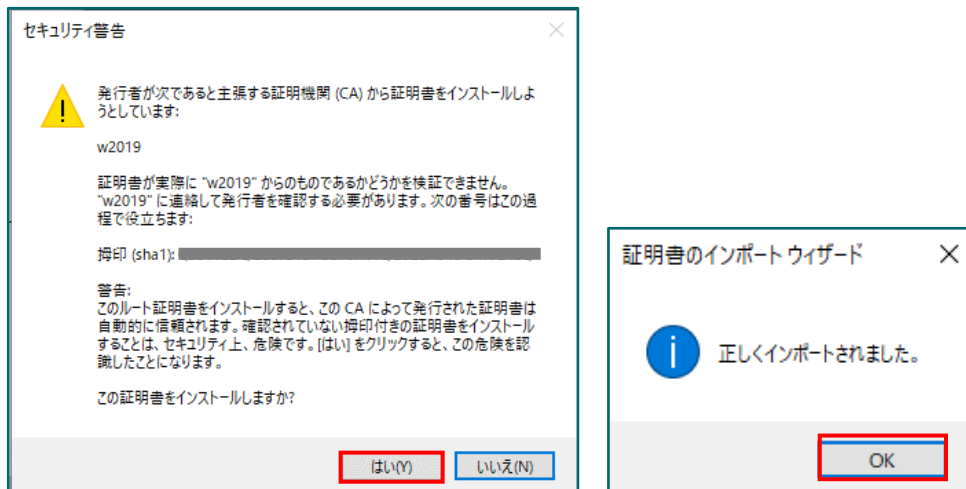 セキュリティ警告
発行者が次であると主張する証明機関 (CA) から証明書をインストールしよ
うとしています:
w2019
証明書が実際に "w2019" からのものであるかどうかを検証できません。
"w2019" に連絡して発行者を確認する必要があります。次の番号はこの過
程で役立ちます:
拇印 (sha1):
警告:
このルート証明書をインストールすると、この CA によって発行された証明書は
自動的に信頼されます。確認されていない拇印付きの証明書をインストール
することは、セキュリティ上、危険です。[はい] をクリックすると、この危険を認
識したことになります。
この証明書をインストールしますか?
はい(Y)
いいえ(N)
証明書のインポート ウィザード
正しくインポートされました。
OK